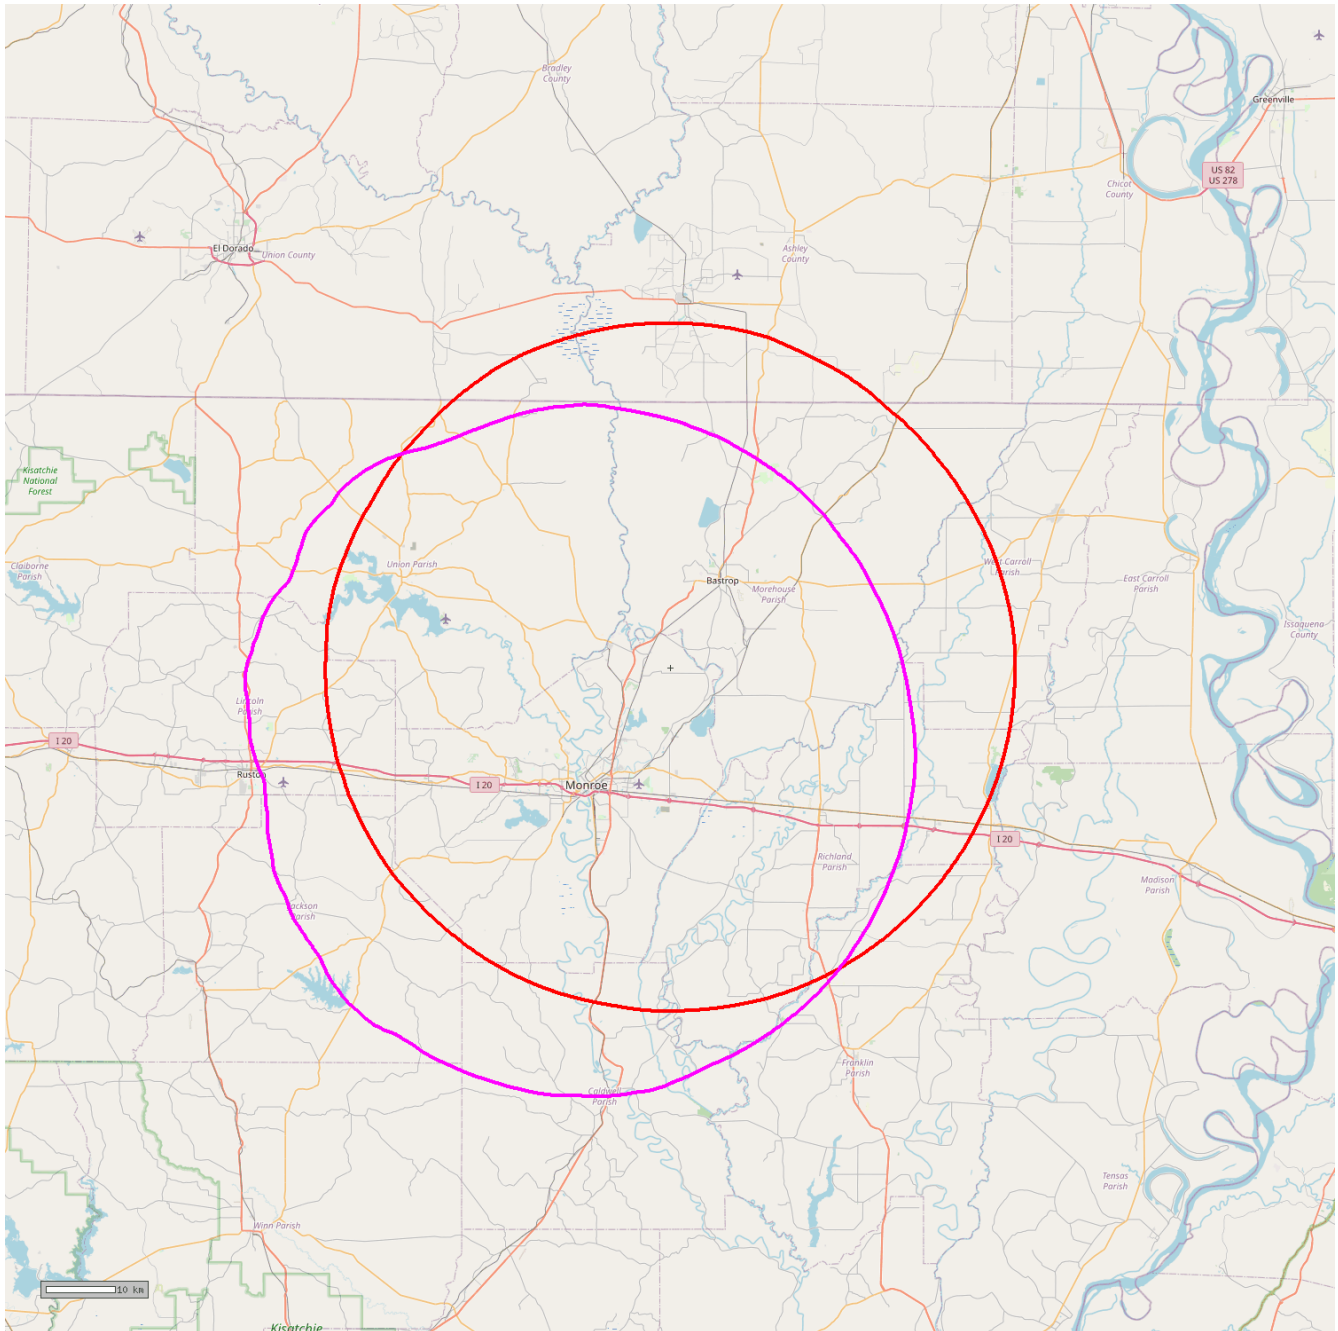 Bradley
County
Greenville
US 82
US 278
Chicot
County
El Dorado
Union County
Ashley
County
Kisatchie
National
Forest
Claiborne
Parish
Union Parish
West Carroll
Parish
East Carroll
Parish
Bastrop
Morehouse
Parish
Issaquena
County
Lincoln
Parish
I 20
Ruston
I 20
Monroe
I 20
Richland
Parish
Madison
Parish
Jackson
Parish
Franklin
Parish
Caldwell
Parish
Tensas
Parish
Winn Parish
10 km
Kisatchie